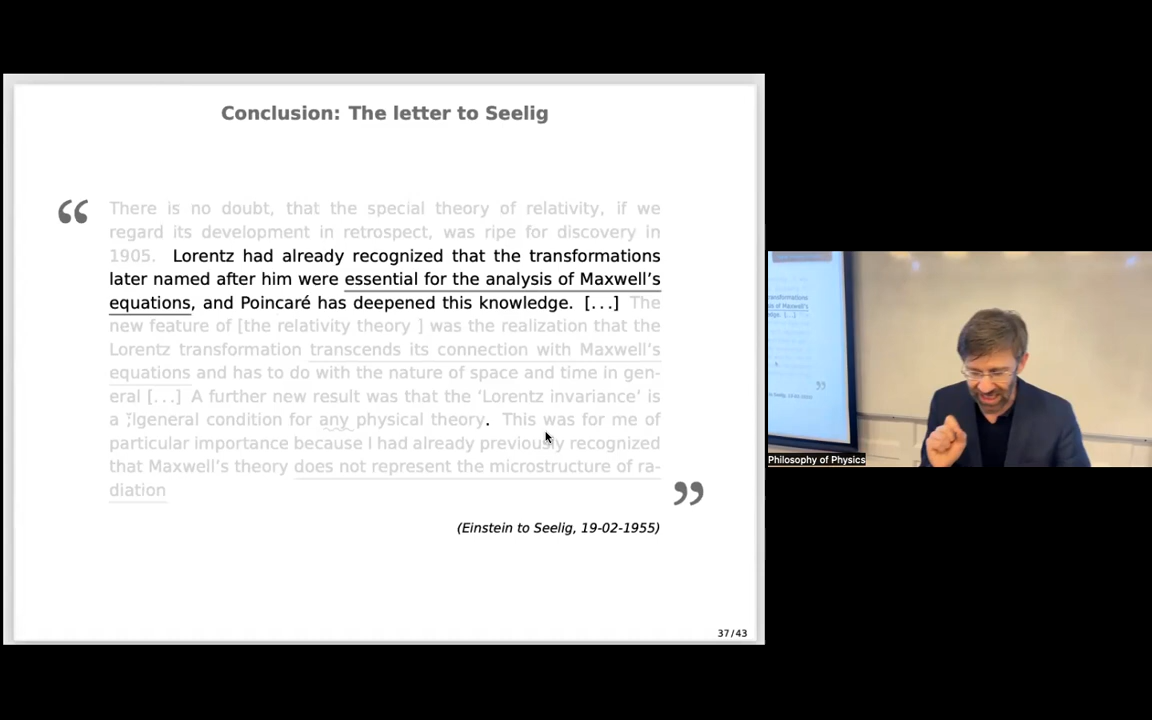 Conclusion: The letter to Seelig
“
There is no doubt, that the special theory of relativity, if we
regard its development in retrospect, was ripe for discovery in
1905. Lorentz had already recognized that the transformations
later named after him were essential for the analysis of Maxwell’s
equations, and Poincaré has deepened this knowledge. [...] The
new feature of [the relativity theory ] was the realization that the
Lorentz transformation transcends its connection with Maxwell’s
equations and has to do with the nature of space and time in gen-
eral [...] A further new result was that the ‘Lorentz invariance’ is
a general condition for any physical theory. This was for me of
particular importance because I had already previously recognized
that Maxwell’s theory does not represent the microstructure of ra-
diation
”
(Einstein to Seelig, 19-02-1955)
37/43
Philosophy of Physics